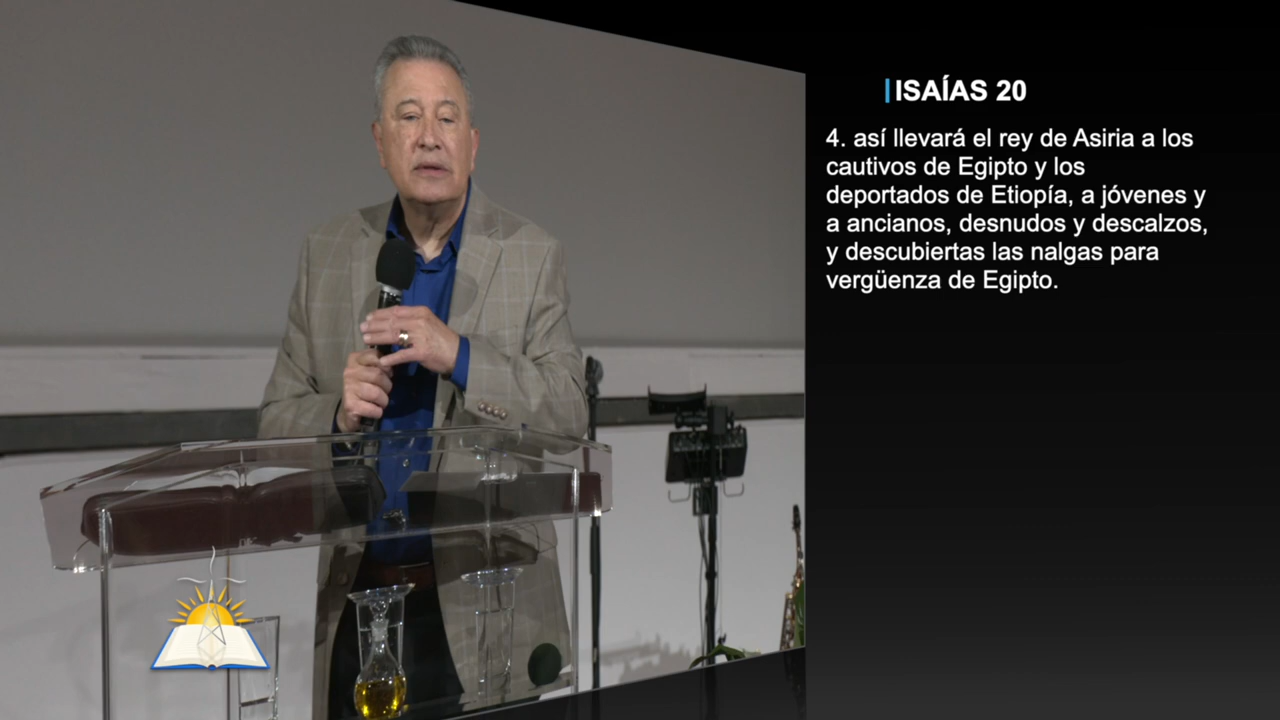 ISAÍAS 20
4. así llevará el rey de Asiria a los
cautivos de Egipto y los
deportados de Etiopía, a jóvenes y
a ancianos, desnudos y descalzos,
y descubiertas las nalgas para
vergüenza de Egipto.